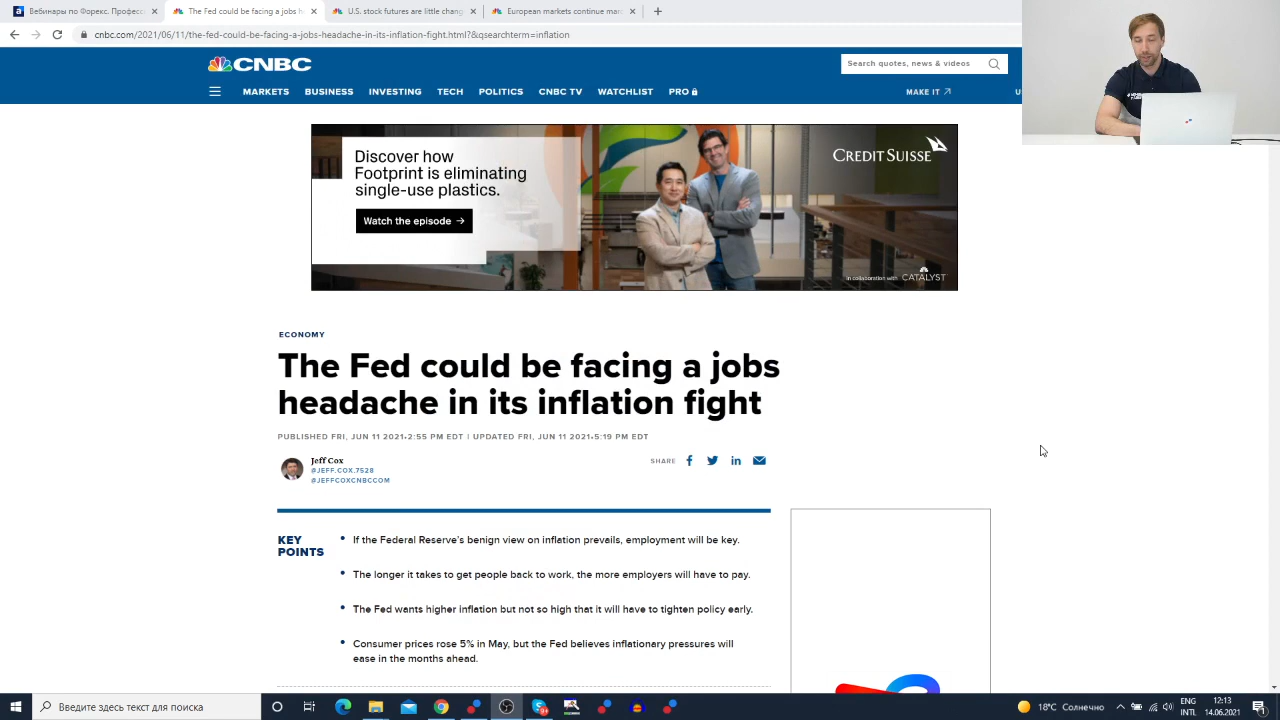 Вебинары по Форекс. Професс
The Fed could be facing a jobs h
U.S. stock futures are little chang
European markets continue mar
cnbc.com/2021/06/11/the-fed-could-be-facing-a-jobs-headache-in-its-inflation-fight.html?&qsearchterm=inflation
CNBC
Search quotes, news & videos
MARKETS BUSINESS INVESTING TECH POLITICS CNBC TV WATCHLIST PRO MAKE IT U
Discover how
Footprint is eliminating
single-use plastics.
Watch the episode →
CREDIT SUISSE
In collaboration with CATALYST
ECONOMY
The Fed could be facing a jobs
headache in its inflation fight
PUBLISHED FRI, JUN 11 2021•2:55 PM EDT | UPDATED FRI, JUN 11 2021•5:19 PM EDT
Jeff Cox
@JEFF.COX.7528
@JEFFCOXCNBCCOM
SHARE
KEY
POINTS
• If the Federal Reserve's benign view on inflation prevails, employment will be key.
• The longer it takes to get people back to work, the more employers will have to pay.
• The Fed wants higher inflation but not so high that it will have to tighten policy early.
• Consumer prices rose 5% in May, but the Fed believes inflationary pressures will
ease in the months ahead.
Введите здесь текст для поиска
18°C Солнечно
ENG
INTL
12:13
14.06.2021